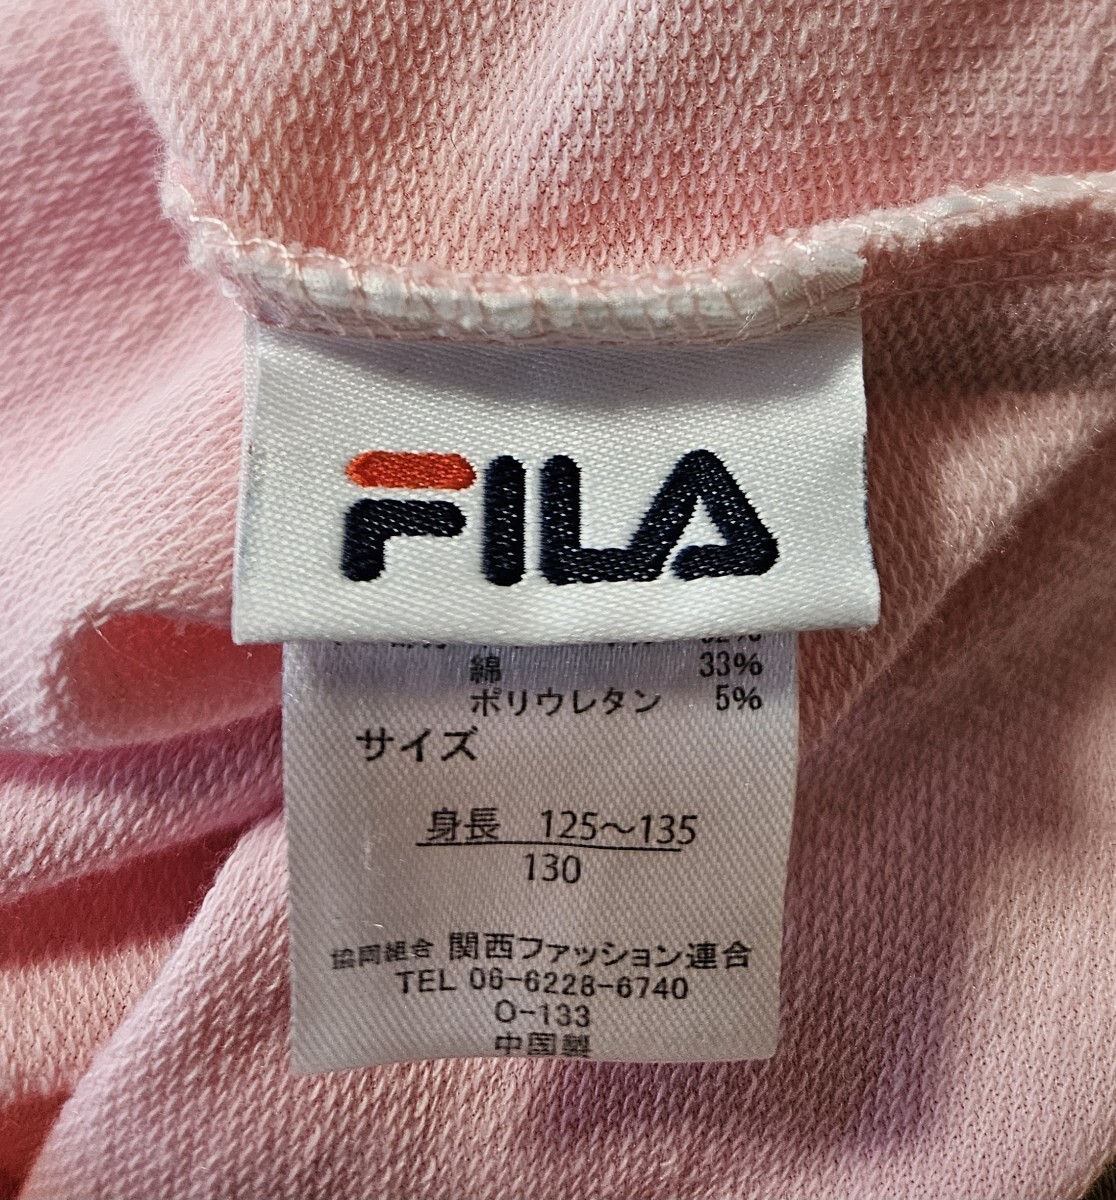 FILA
綿 33%
ポリウレタン 5%
サイズ
身長 125～135
130
協同組合 関西ファッション連合
TEL 06-6228-6740
O-133
中国製